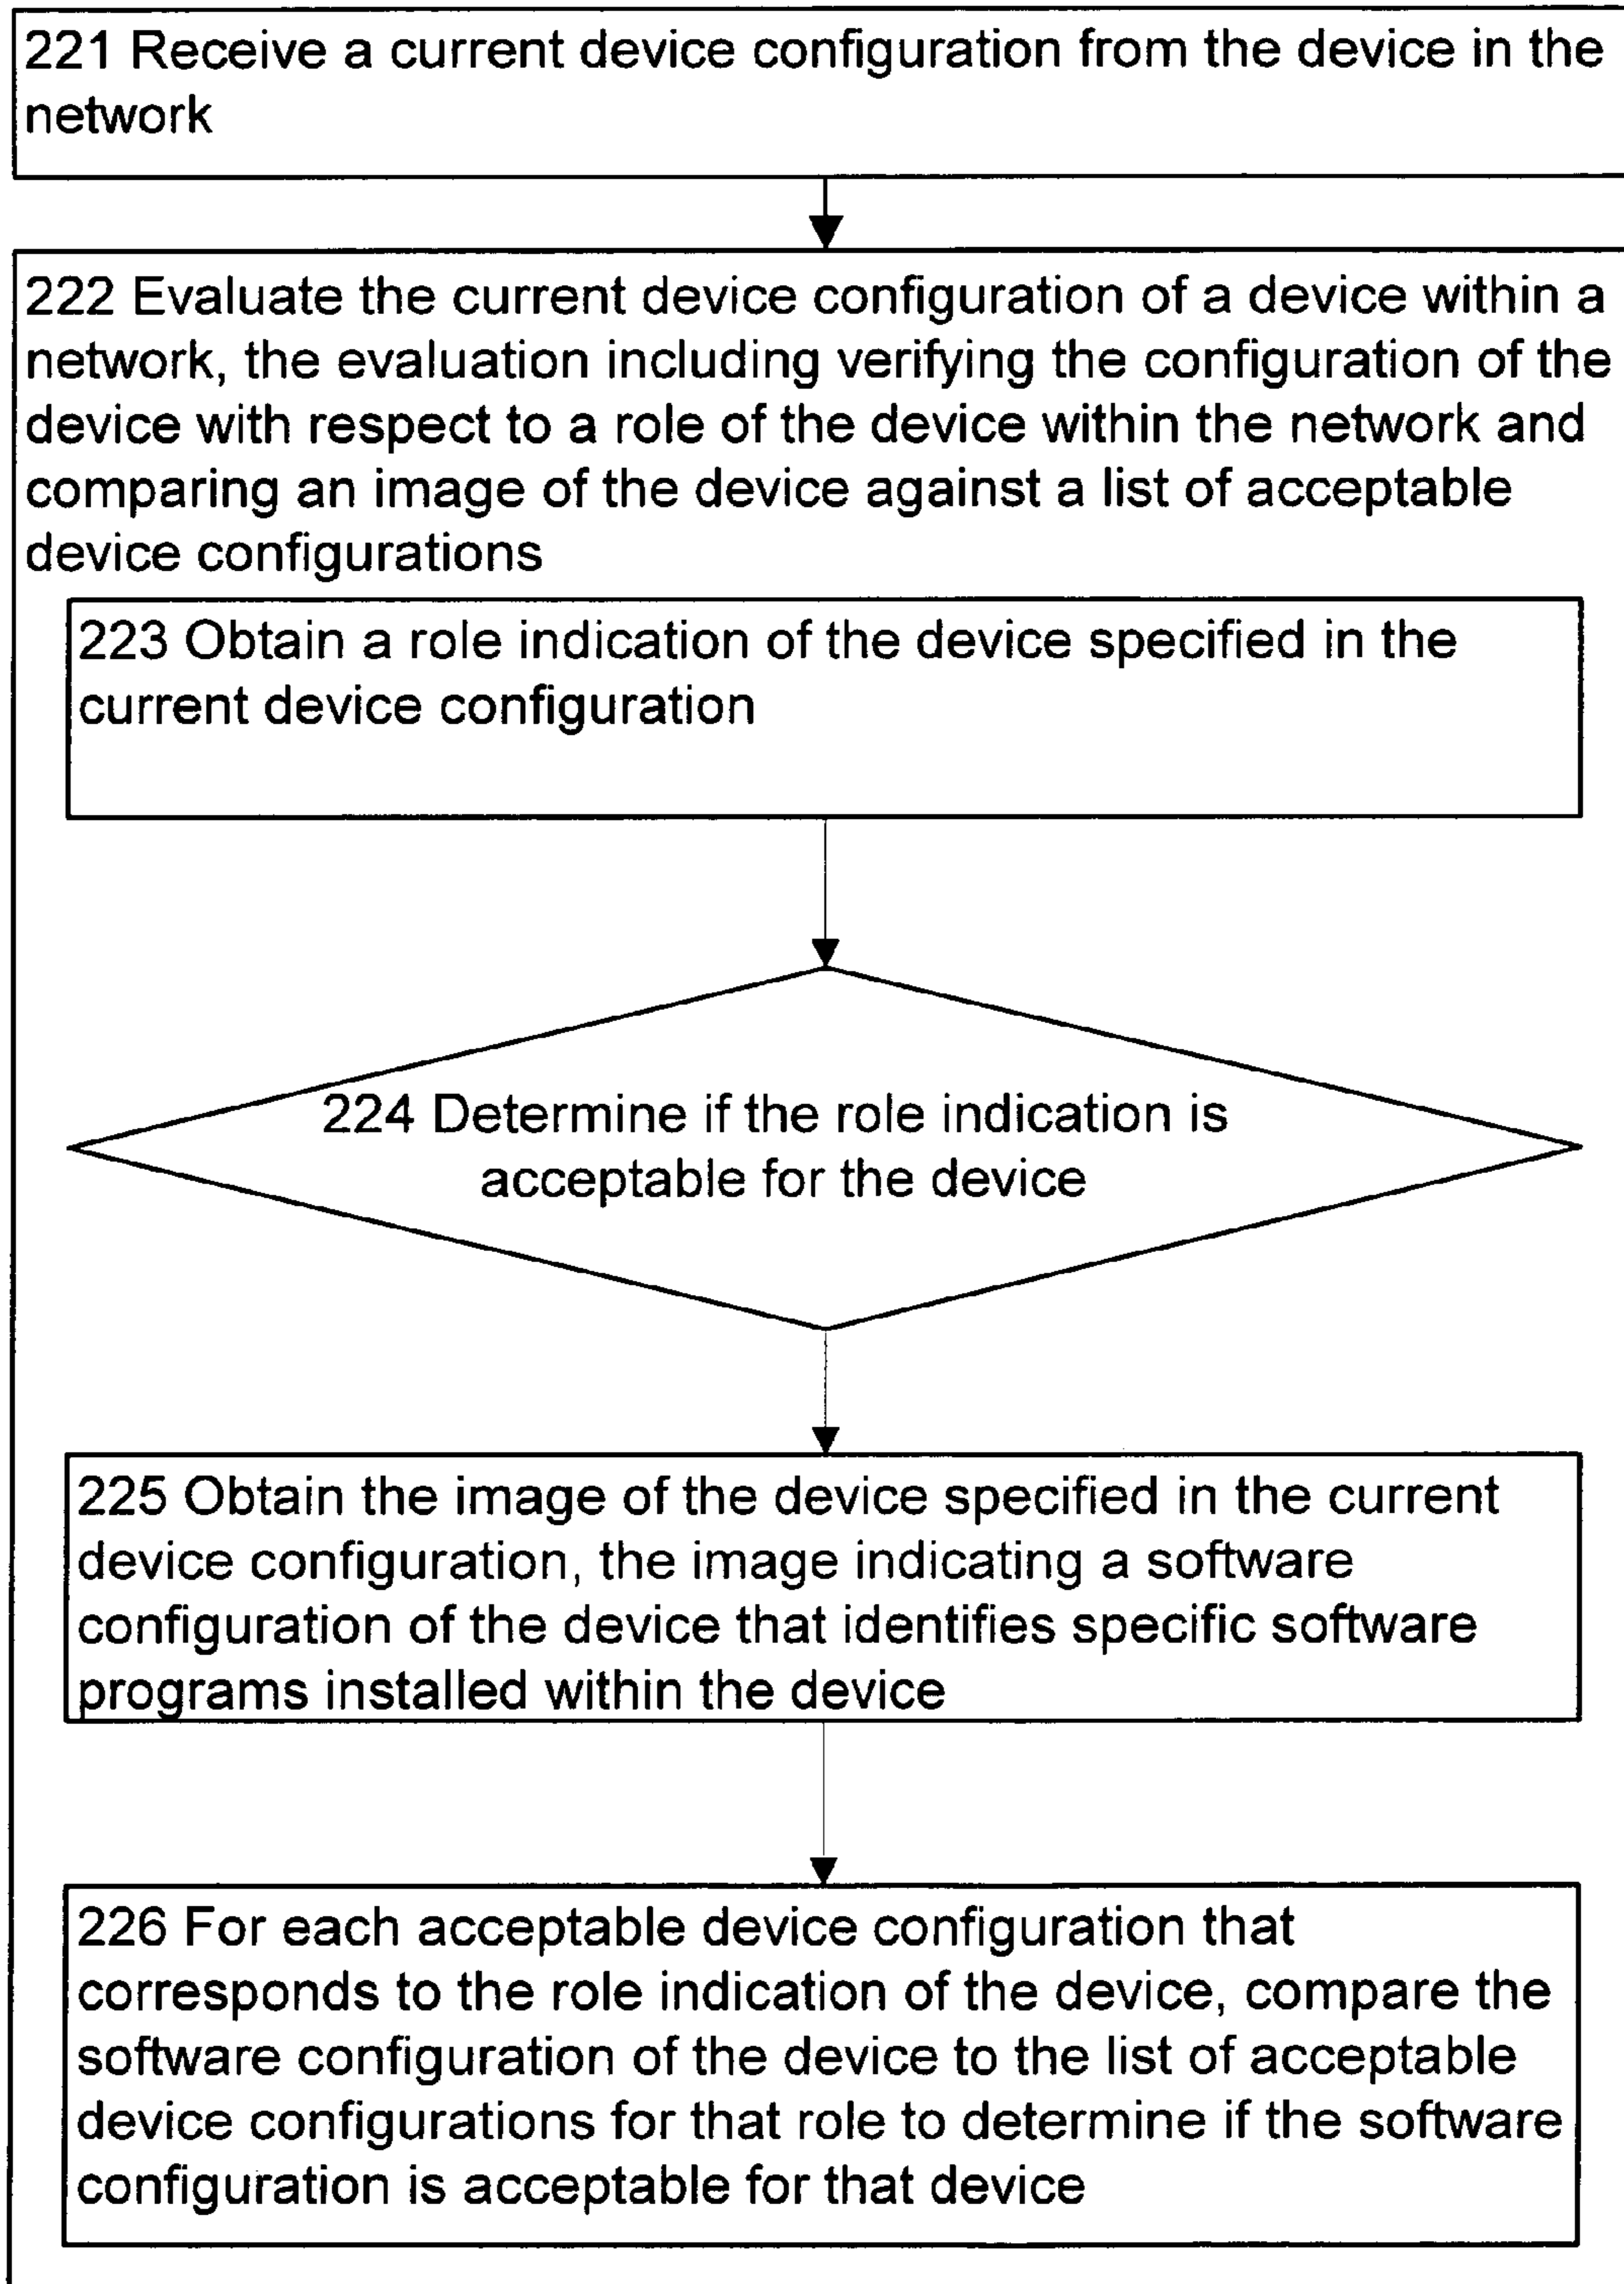 221 Receive a current device configuration from the device in the
network
222 Evaluate the current device configuration of a device within a
network, the evaluation including verifying the configuration of the
device with respect to a role of the device within the network and
comparing an image of the device against a list of acceptable
device configurations
223 Obtain a role indication of the device specified in the
current device configuration
224 Determine if the role indication is
acceptable for the device
225 Obtain the image of the device specified in the current
device configuration, the image indicating a software
configuration of the device that identifies specific software
programs installed within the device
226 For each acceptable device configuration that
corresponds to the role indication of the device, compare the
software configuration of the device to the list of acceptable
device configurations for that role to determine if the software
configuration is acceptable for that device